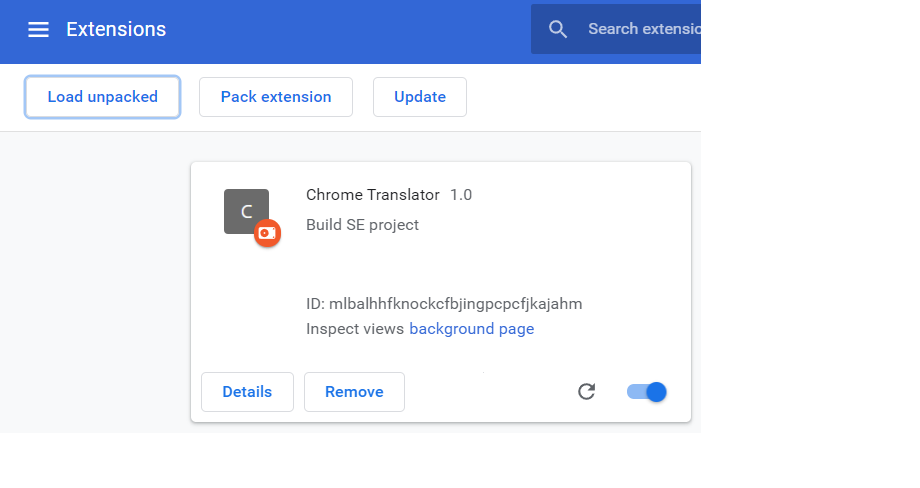 Extensions
Search extensio
Load unpacked
Pack extension
Update
C
Chrome Translator 1.0
Build SE project
ID: mlbalhhfknockcfbjingpcpcfjkajahm
Inspect views background page
Details
Remove